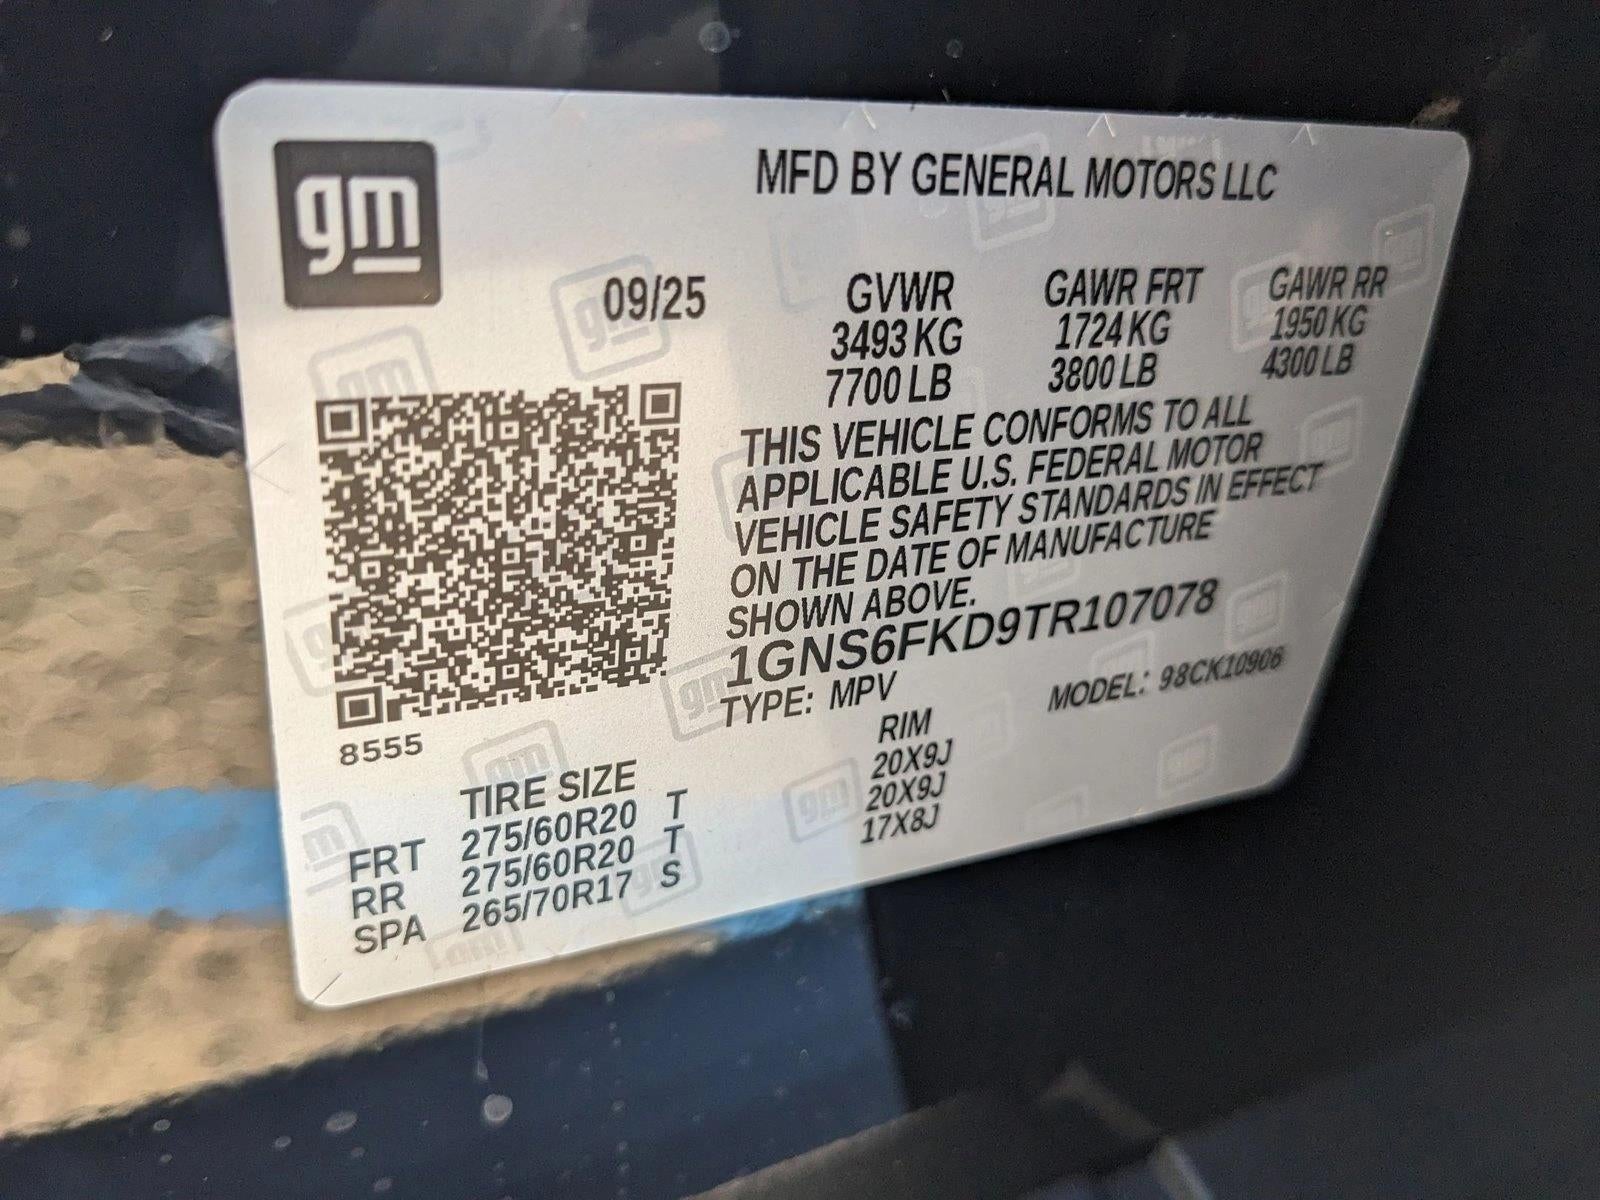 gm
MFD BY GENERAL MOTORS LLC
09/25
GVWR GAWR FRT GAWR RR
3493 KG 1724 KG 1950 KG
7700 LB 3800 LB 4300 LB
THIS VEHICLE CONFORMS TO ALL
APPLICABLE U.S. FEDERAL MOTOR
VEHICLE SAFETY STANDARDS IN EFFECT
ON THE DATE OF MANUFACTURE
SHOWN ABOVE.
1GNS6FKD9TR107078
TYPE: MPV MODEL: 98CK10906
8555
TIRE SIZE RIM
FRT 275/60R20 T 20X9J
RR 275/60R20 T 20X9J
SPA 265/70R17 S 17X8J